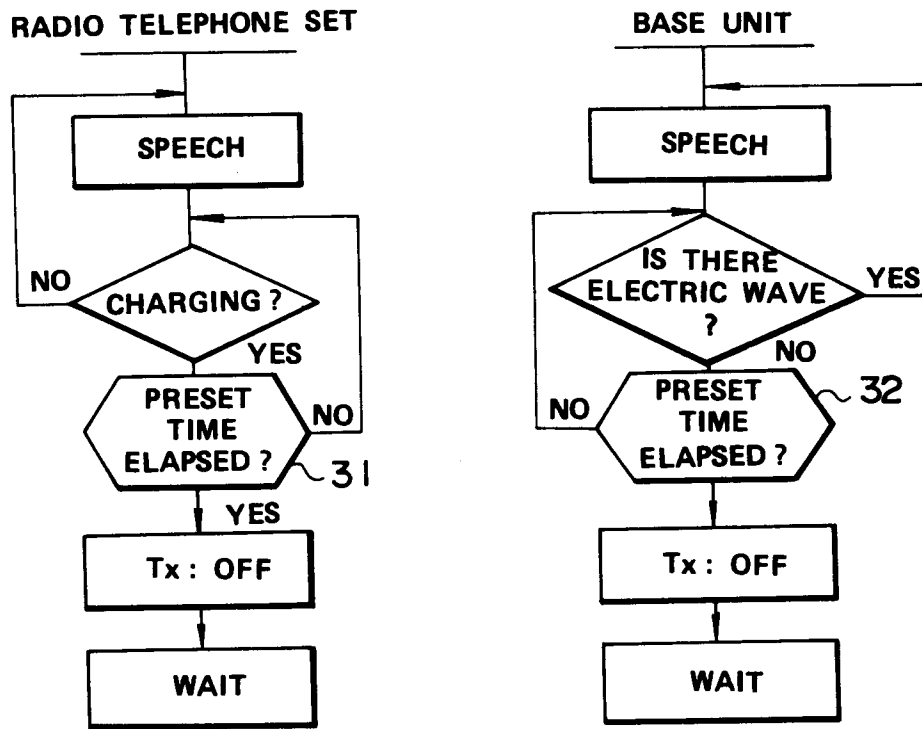 RADIO TELEPHONE SET
SPEECH
NO
CHARGING ?
YES
PRESET
TIME
ELAPSED ?
NO
31
YES
Tx : OFF
WAIT
BASE UNIT
SPEECH
IS THERE
ELECTRIC WAVE
?
YES
NO
PRESET
TIME
ELAPSED ?
NO
32
Tx : OFF
WAIT